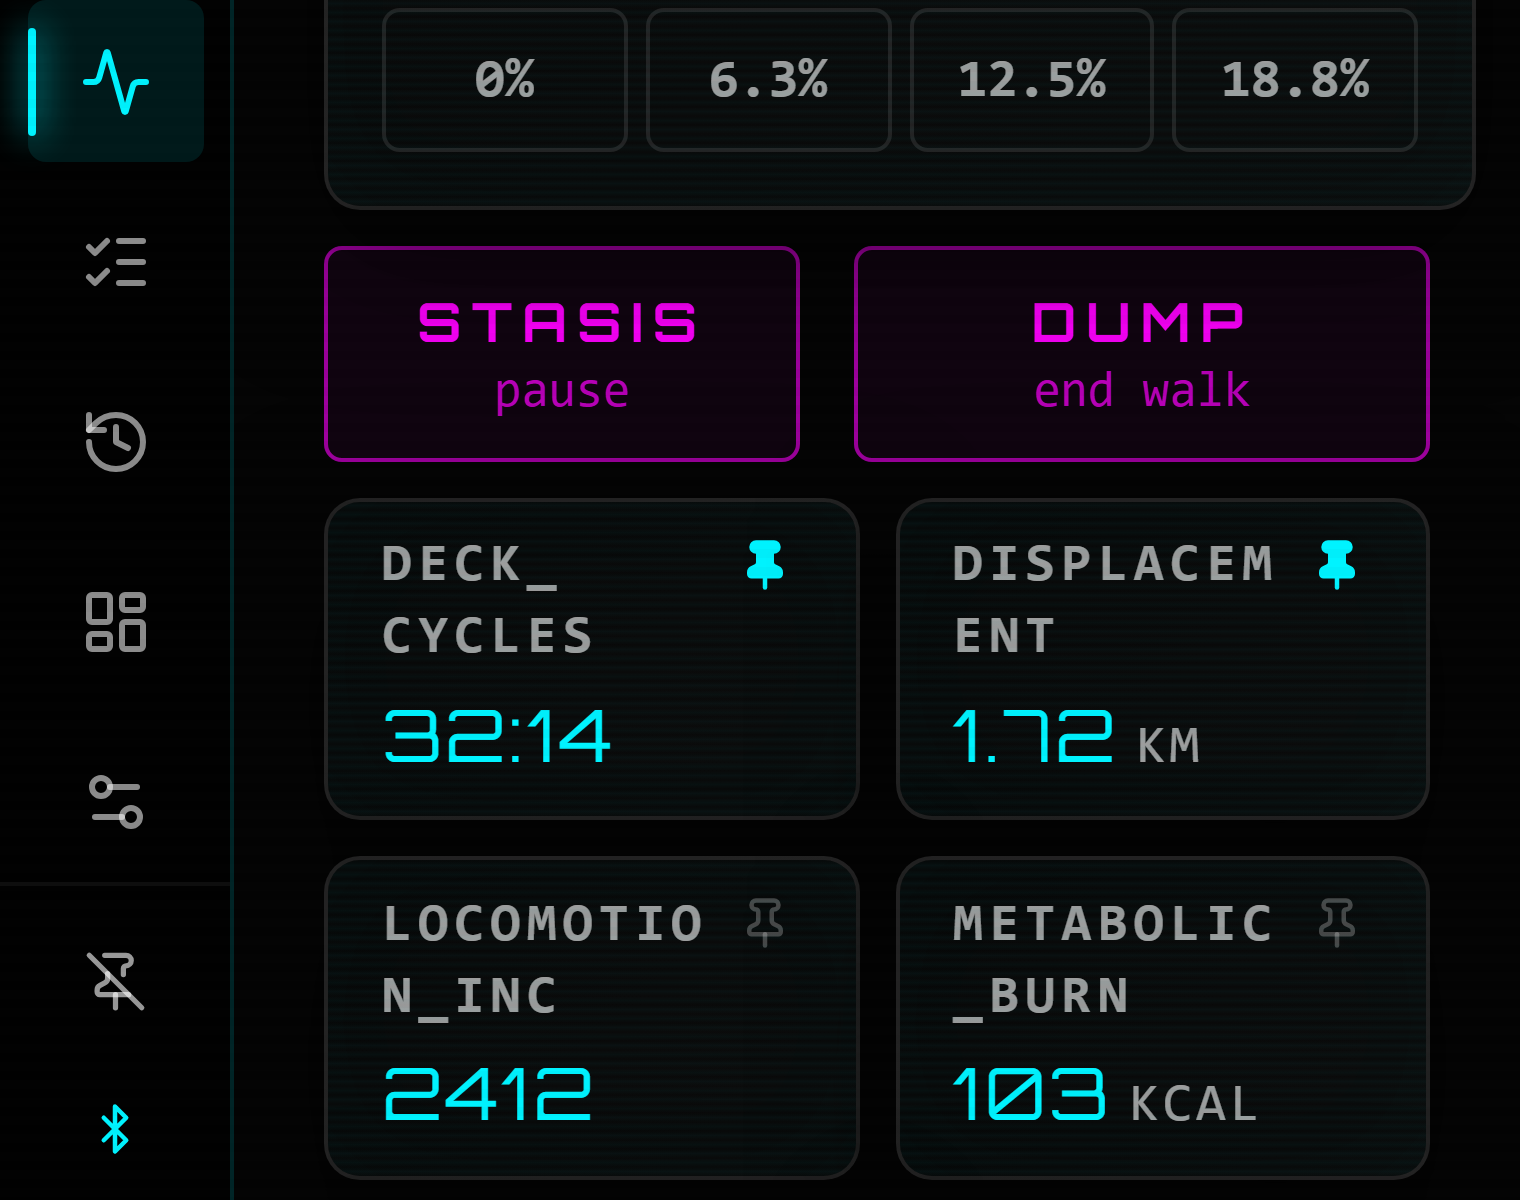 0% 6.3% 12.5% 18.8%
STASIS
pause
DUMP
end walk
DECK_
CYCLES
32:14
DISPLACEM
ENT
1.72 KM
LOCOMOTIO
N_INC
2412
METABOLIC
_BURN
103 KCAL